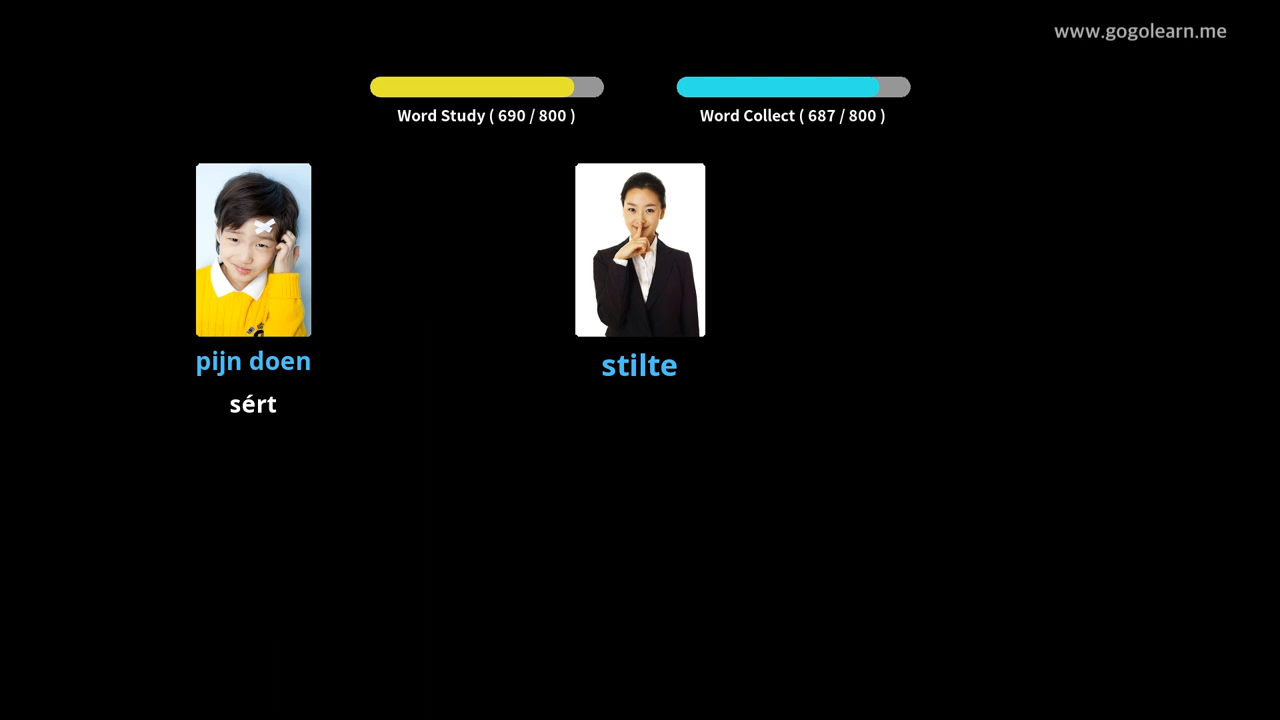 www.gogolearn.me
Word Study ( 690 / 800 )
Word Collect ( 687 / 800 )
pijn doen
sért
stilte